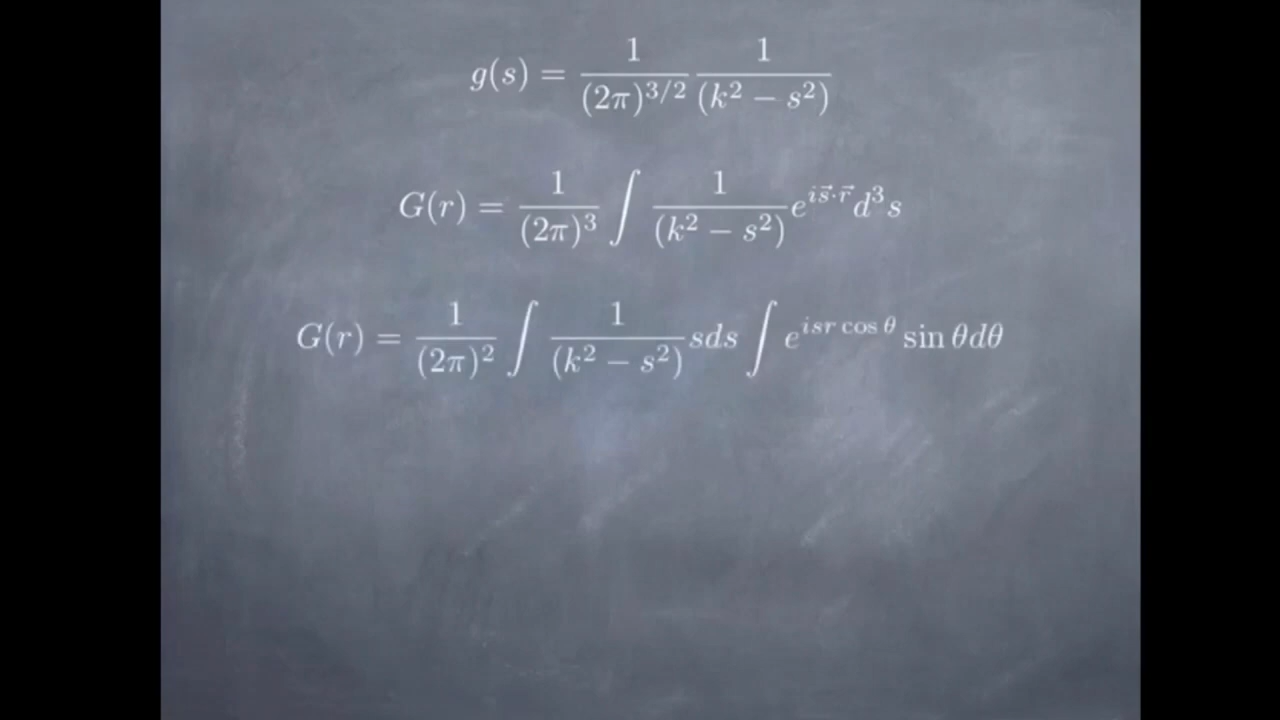 g(s) = \frac{1}{(2\pi)^{3/2}} \frac{1}{(k^2 - s^2)}
G(r) = \frac{1}{(2\pi)^3} \int \frac{1}{(k^2 - s^2)} e^{i\vec{s}\cdot\vec{r}} d^3s
G(r) = \frac{1}{(2\pi)^2} \int \frac{1}{(k^2 - s^2)} sds \int e^{isr\cos\theta} \sin\theta d\theta